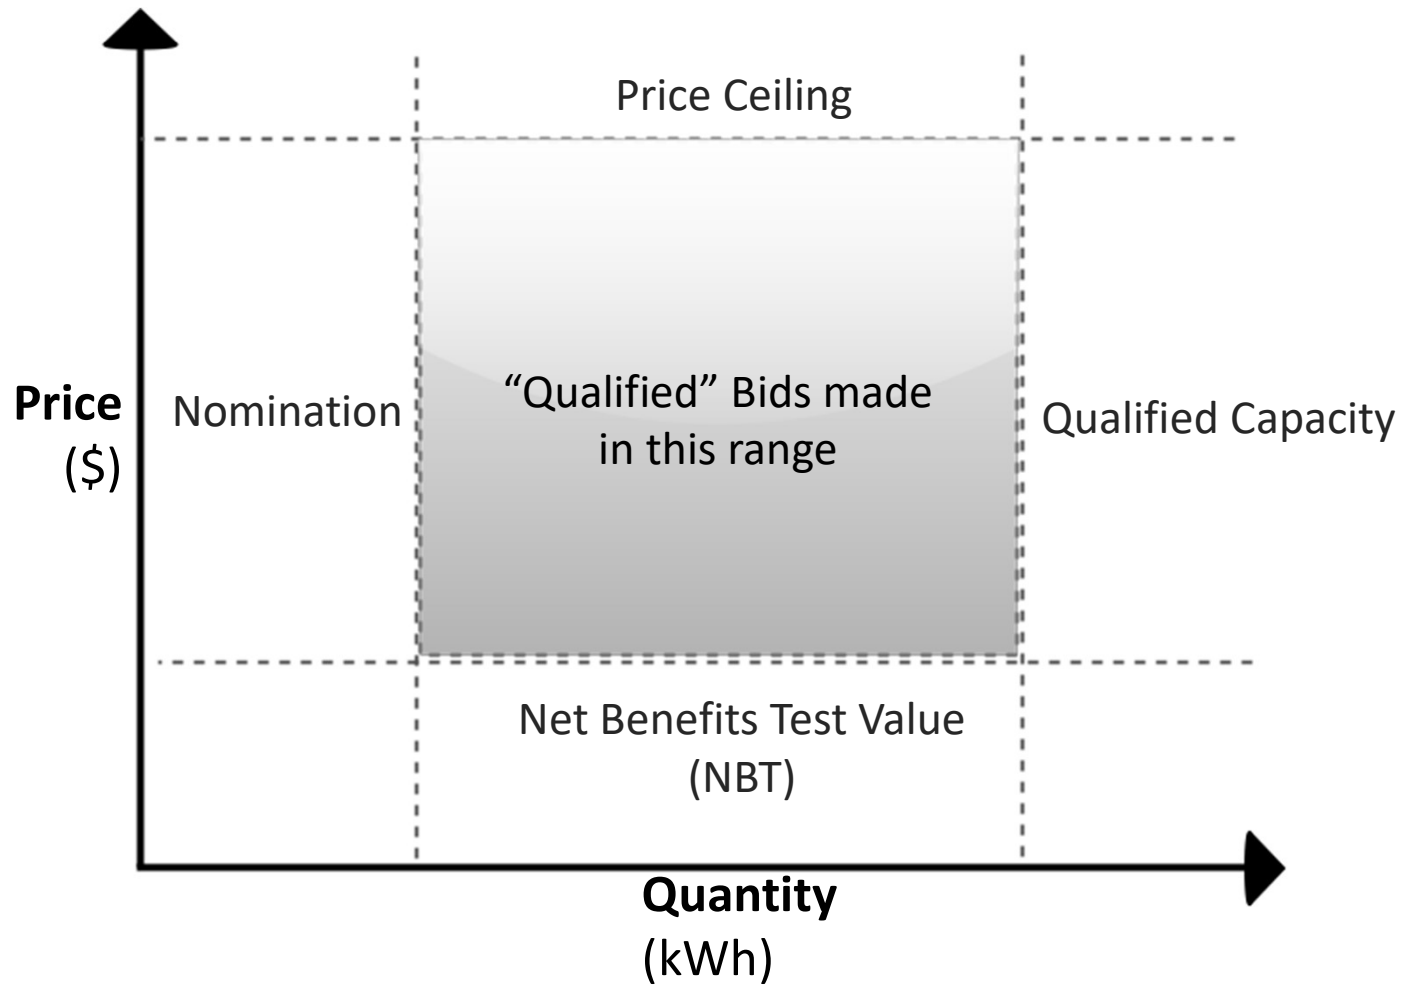 Price Ceiling
Price
($)
Nomination
“Qualified” Bids made
in this range
Qualified Capacity
Net Benefits Test Value
(NBT)
Quantity
(kWh)